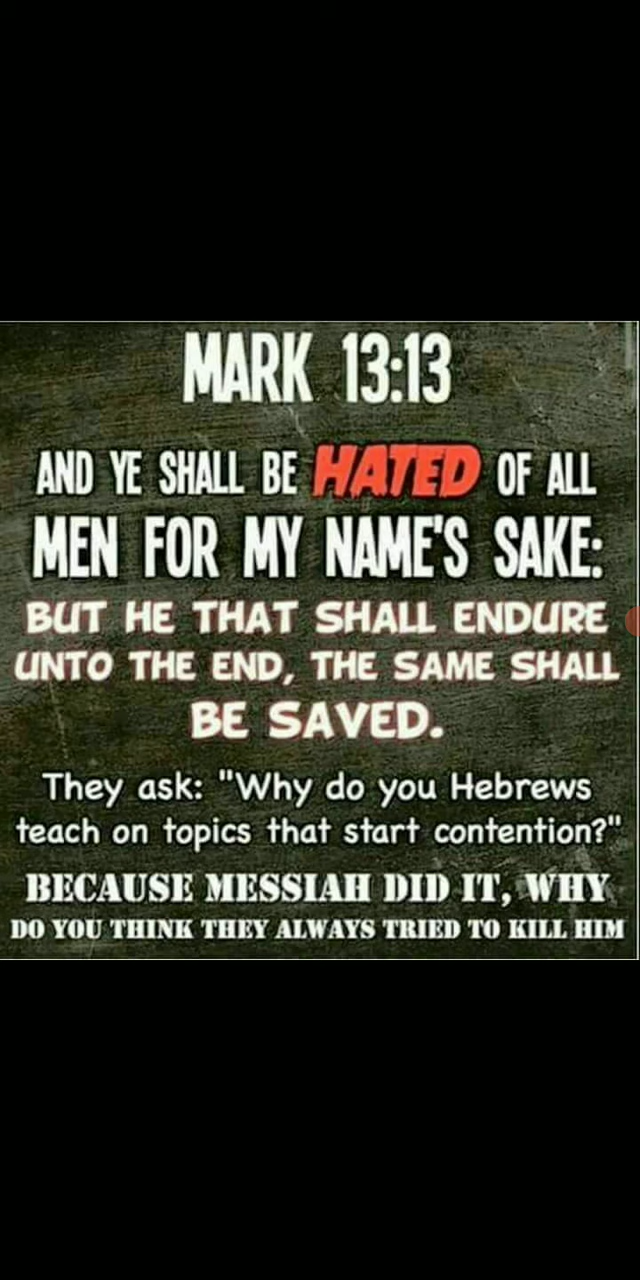 MARK 13:13
AND YE SHALL BE HATED OF ALL
MEN FOR MY NAME'S SAKE:
BUT HE THAT SHALL ENDURE
UNTO THE END, THE SAME SHALL
BE SAVED.
They ask: "Why do you Hebrews
teach on topics that start contention?"
BECAUSE MESSIAH DID IT, WHY
DO YOU THINK THEY ALWAYS TRIED TO KILL HIM